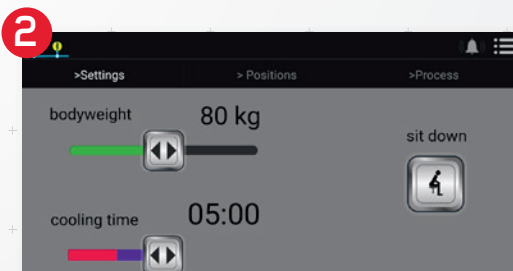 2
>Settings > Positions >Process
bodyweight 80 kg
sit down
cooling time 05:00